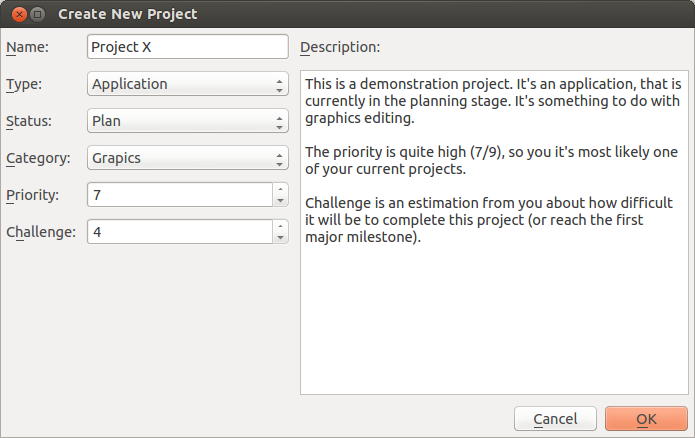 Create New Project
Name: Project X
Type: Application
Status: Plan
Category: Grapics
Priority: 7
Challenge: 4
Description:
This is a demonstration project. It's an application, that is
currently in the planning stage. It's something to do with
graphics editing.
The priority is quite high (7/9), so you it's most likely one
of your current projects.
Challenge is an estimation from you about how difficult
it will be to complete this project (or reach the first
major milestone).
Cancel OK